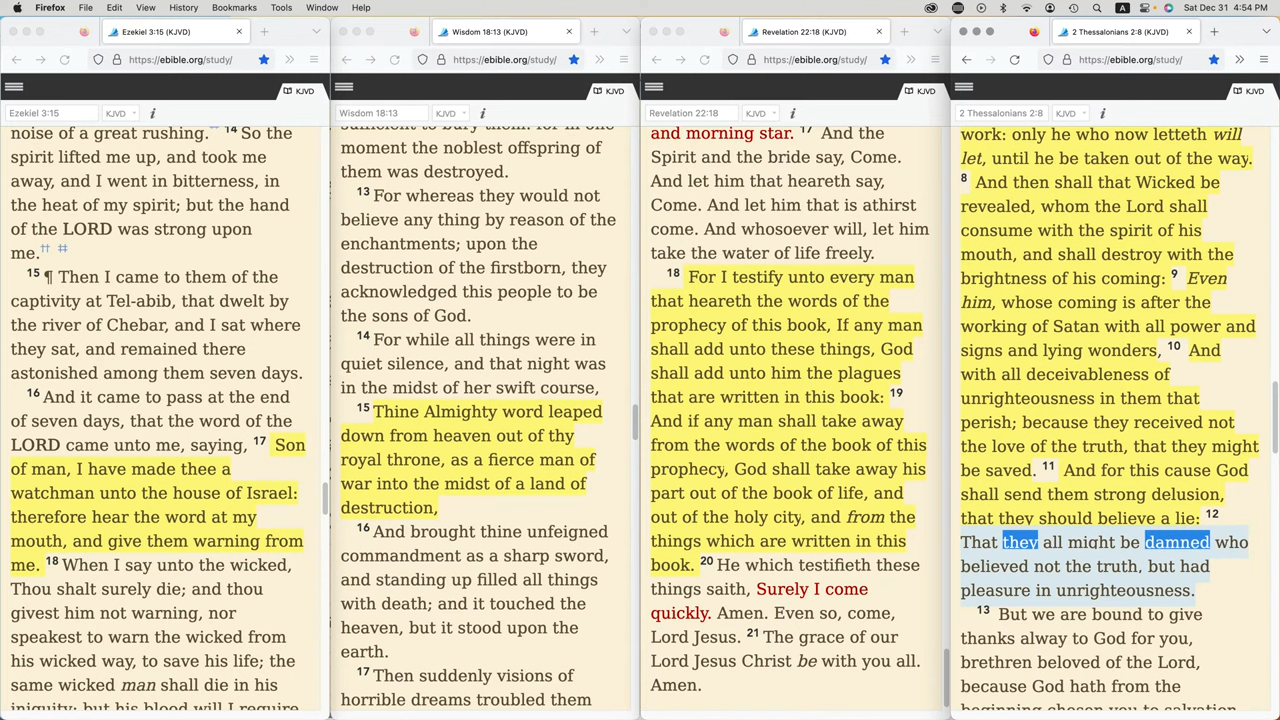 Firefox File Edit View History Bookmarks Tools Window Help
A
Sat Dec 31 4:54 PM
Ezekiel 3:15 (KJVD)
https://ebible.org/study/
KJVD
Ezekiel 3:15
KJVD
i
noise of a great rushing. 14 So the
spirit lifted me up, and took me
away, and I went in bitterness, in
the heat of my spirit; but the hand
of the LORD was strong upon
me.†† ‡‡
15 ¶ Then I came to them of the
captivity at Tel-abib, that dwelt by
the river of Chebar, and I sat where
they sat, and remained there
astonished among them seven days.
16 And it came to pass at the end
of seven days, that the word of the
LORD came unto me, saying, 17 Son
of man, I have made thee a
watchman unto the house of Israel:
therefore hear the word at my
mouth, and give them warning from
me. 18 When I say unto the wicked,
Thou shalt surely die; and thou
givest him not warning, nor
speakest to warn the wicked from
his wicked way, to save his life; the
same wicked man shall die in his
iniquity; but his blood will I require
Wisdom 18:13 (KJVD)
https://ebible.org/study/
KJVD
Wisdom 18:13
KJVD
i
sufficient to bury them: for in one
moment the noblest offspring of
them was destroyed.
13 For whereas they would not
believe any thing by reason of the
enchantments; upon the
destruction of the firstborn, they
acknowledged this people to be
the sons of God.
14 For while all things were in
quiet silence, and that night was
in the midst of her swift course,
15 Thine Almighty word leaped
down from heaven out of thy
royal throne, as a fierce man of
war into the midst of a land of
destruction,
16 And brought thine unfeigned
commandment as a sharp sword,
and standing up filled all things
with death; and it touched the
heaven, but it stood upon the
earth.
17 Then suddenly visions of
horrible dreams troubled them
Revelation 22:18 (KJVD)
https://ebible.org/study/
KJVD
Revelation 22:18
KJVD
i
and morning star. 17 And the
Spirit and the bride say, Come.
And let him that heareth say,
Come. And let him that is athirst
come. And whosoever will, let him
take the water of life freely.
18 For I testify unto every man
that heareth the words of the
prophecy of this book, If any man
shall add unto these things, God
shall add unto him the plagues
that are written in this book: 19
And if any man shall take away
from the words of the book of this
prophecy, God shall take away his
part out of the book of life, and
out of the holy city, and from the
things which are written in this
book. 20 He which testifieth these
things saith, Surely I come
quickly. Amen. Even so, come,
Lord Jesus. 21 The grace of our
Lord Jesus Christ be with you all.
Amen.
2 Thessalonians 2:8 (KJVD)
https://ebible.org/study/
KJVD
2 Thessalonians 2:8
KJVD
i
work: only he who now letteth will
let, until he be taken out of the way.
8 And then shall that Wicked be
revealed, whom the Lord shall
consume with the spirit of his
mouth, and shall destroy with the
brightness of his coming: 9 Even
him, whose coming is after the
working of Satan with all power and
signs and lying wonders, 10 And
with all deceivableness of
unrighteousness in them that
perish; because they received not
the love of the truth, that they might
be saved. 11 And for this cause God
shall send them strong delusion,
that they should believe a lie: 12
That they all might be damned who
believed not the truth, but had
pleasure in unrighteousness.
13 But we are bound to give
thanks alway to God for you,
brethren beloved of the Lord,
because God hath from the
beginning chosen you to salvation